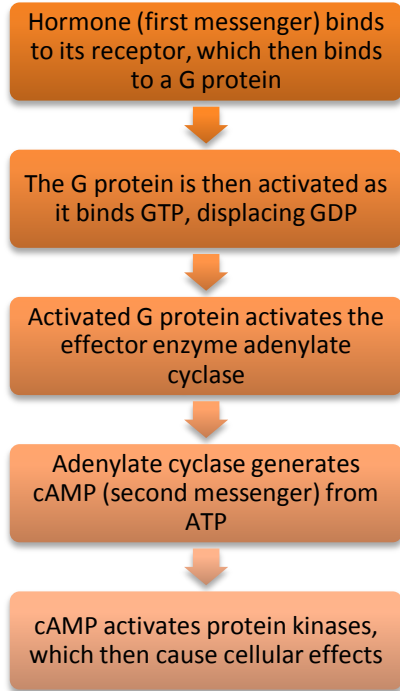 Hormone (first messenger) binds
to its receptor, which then binds
to a G protein
The G protein is then activated as
it binds GTP, displacing GDP
Activated G protein activates the
effector enzyme adenylate
cyclase
Adenylate cyclase generates
cAMP (second messenger) from
ATP
cAMP activates protein kinases,
which then cause cellular effects